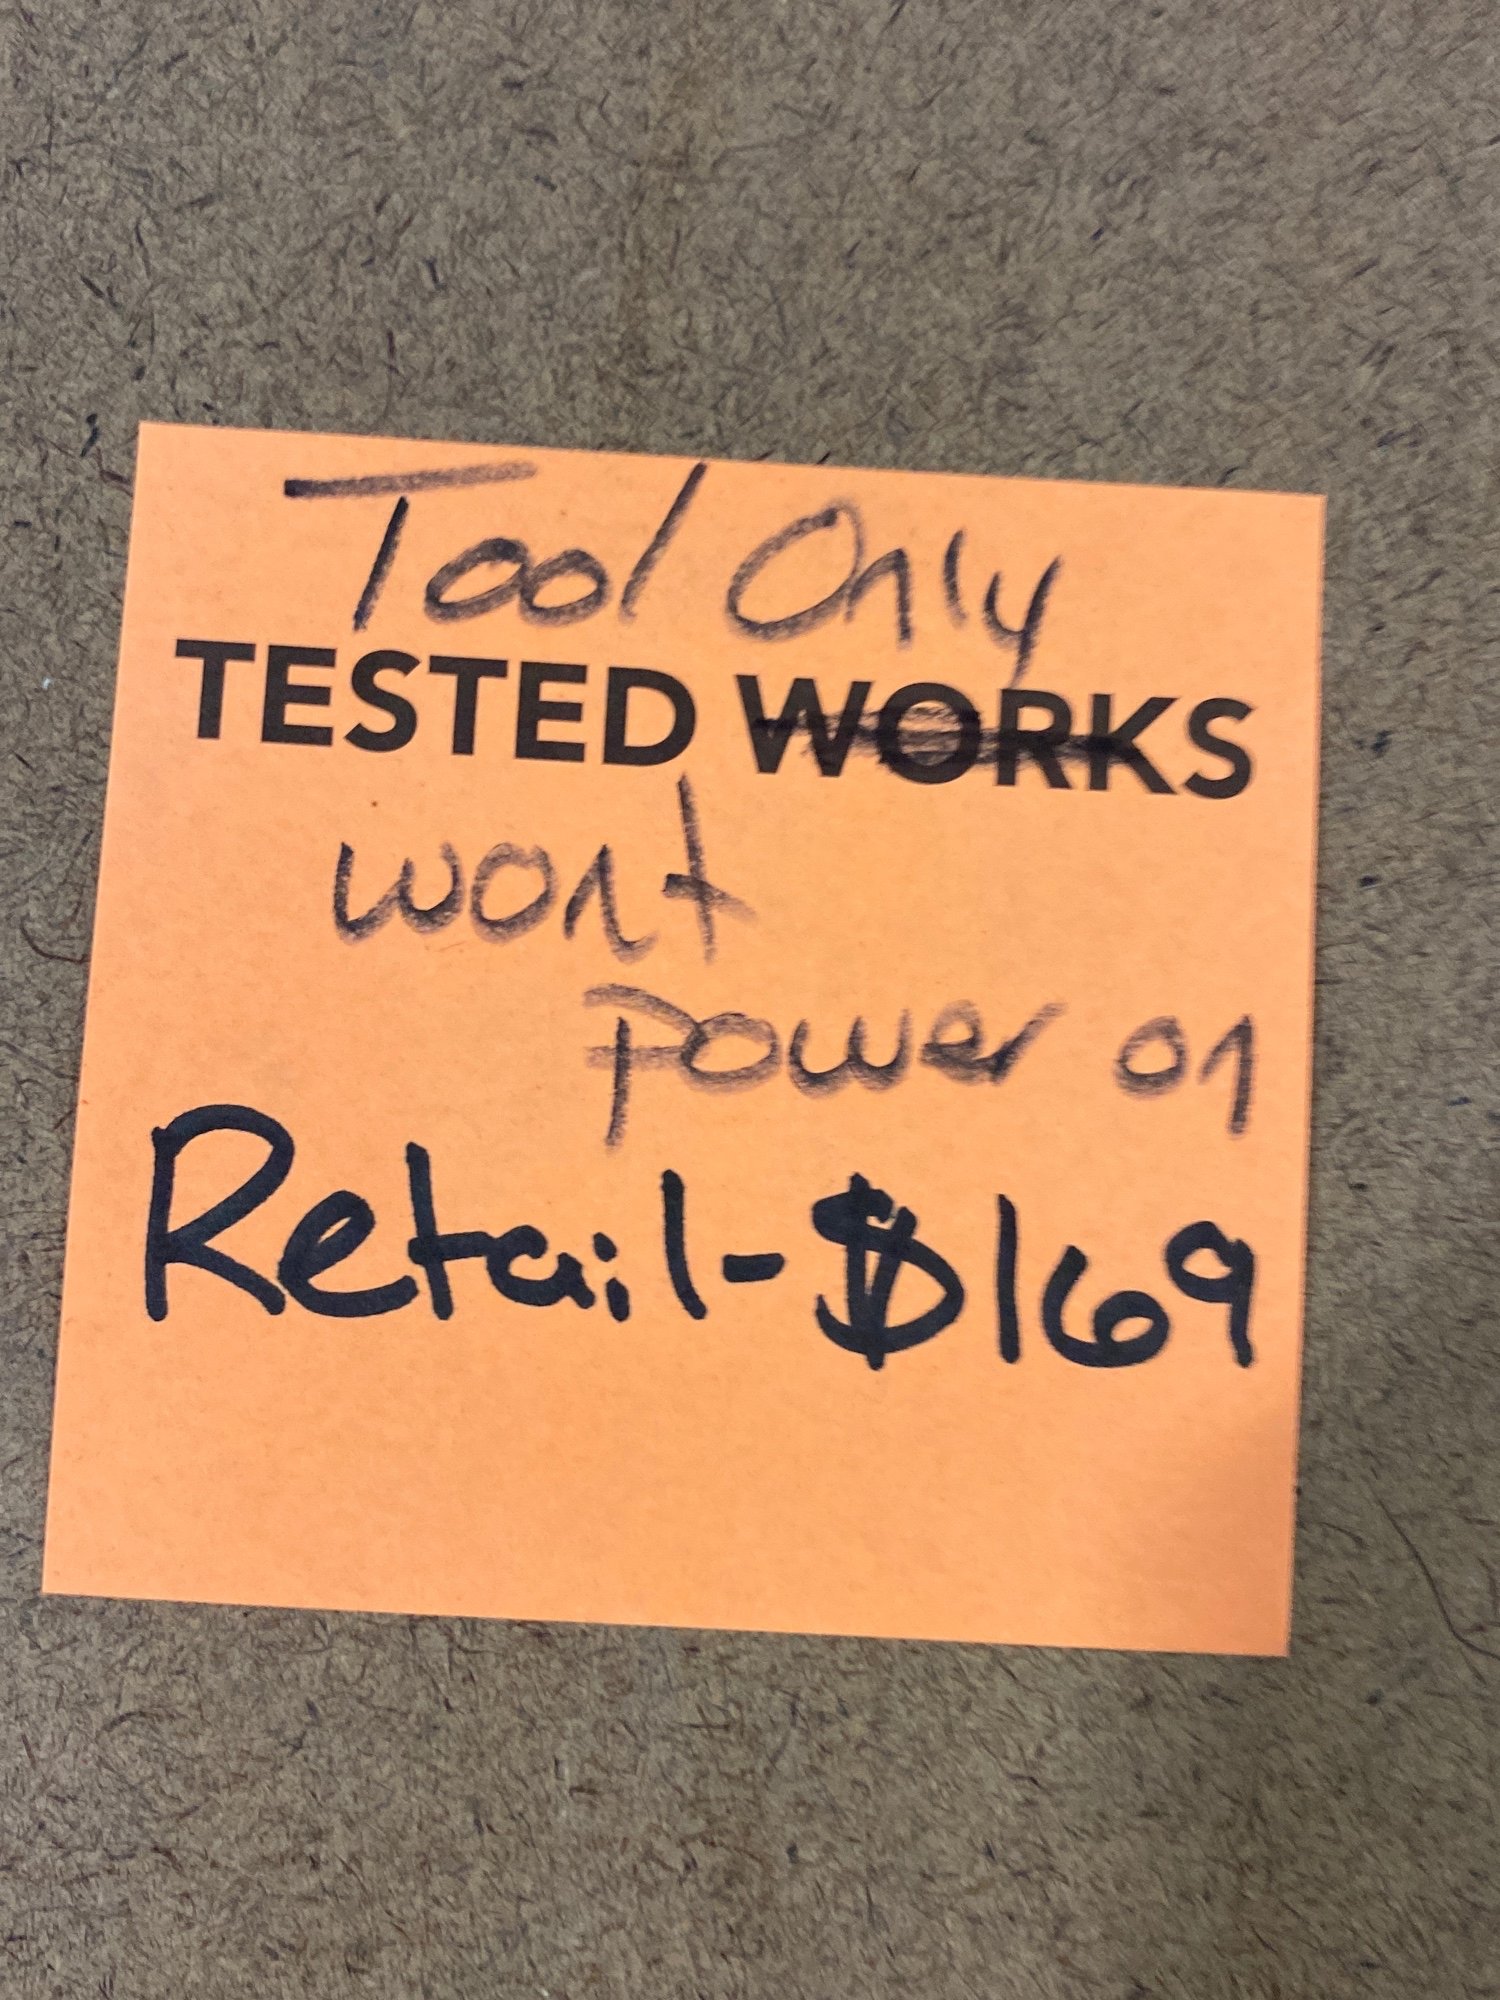 Tool Only
TESTED WORKS
wont
Power on
Retail-$169